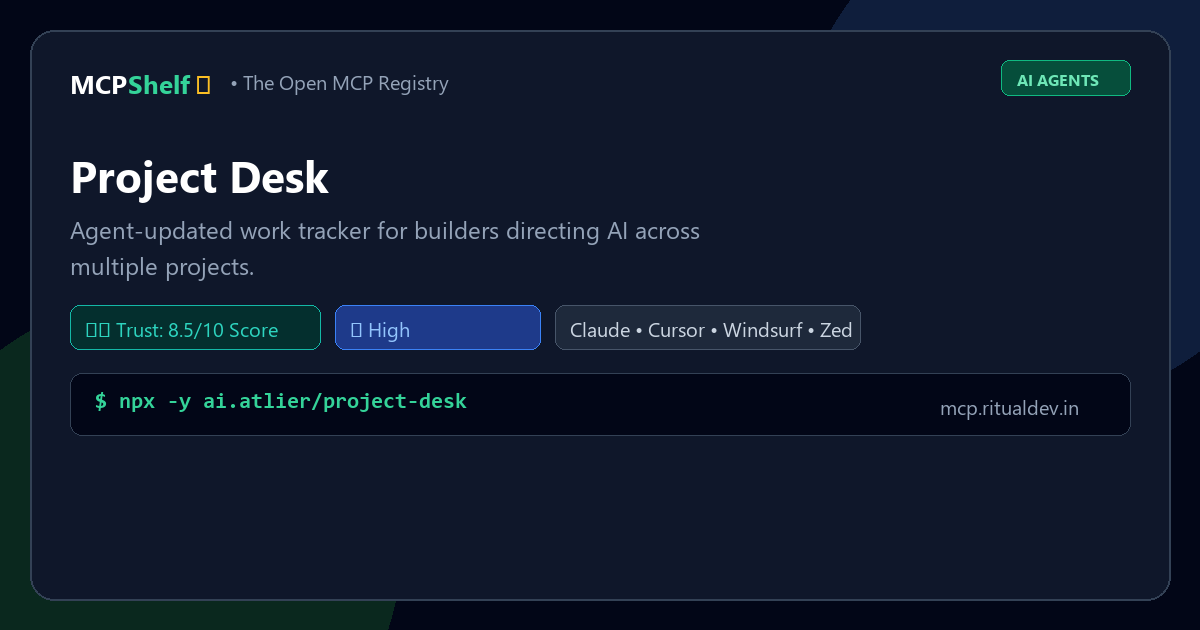 MCPShelf • The Open MCP Registry
AI AGENTS
Project Desk
Agent-updated work tracker for builders directing AI across
multiple projects.
Trust: 8.5/10 Score
High
Claude • Cursor • Windsurf • Zed
$ npx -y ai.atlier/project-desk
mcp.ritualdev.in